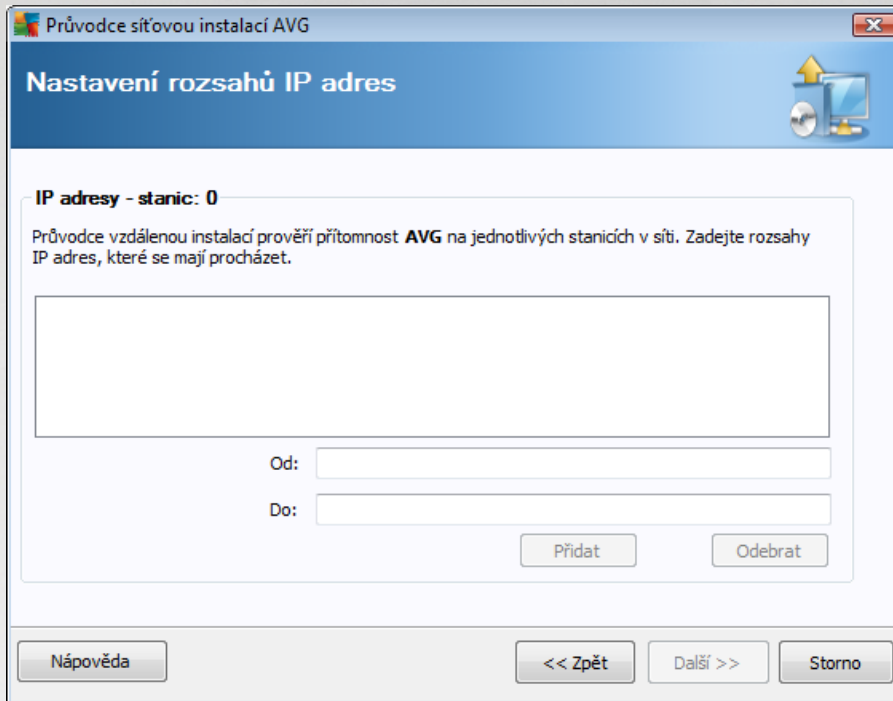 Průvodce síťovou instalací AVG
Nastavení rozsahů IP adres
IP adresy - stanic: 0
Průvodce vzdálenou instalací prověří přítomnost AVG na jednotlivých stanicích v síti. Zadejte rozsahy
IP adres, které se mají procházet.
Od:
Do:
Přidat
Odebrat
Nápověda
<< Zpět
Další >>
Storno